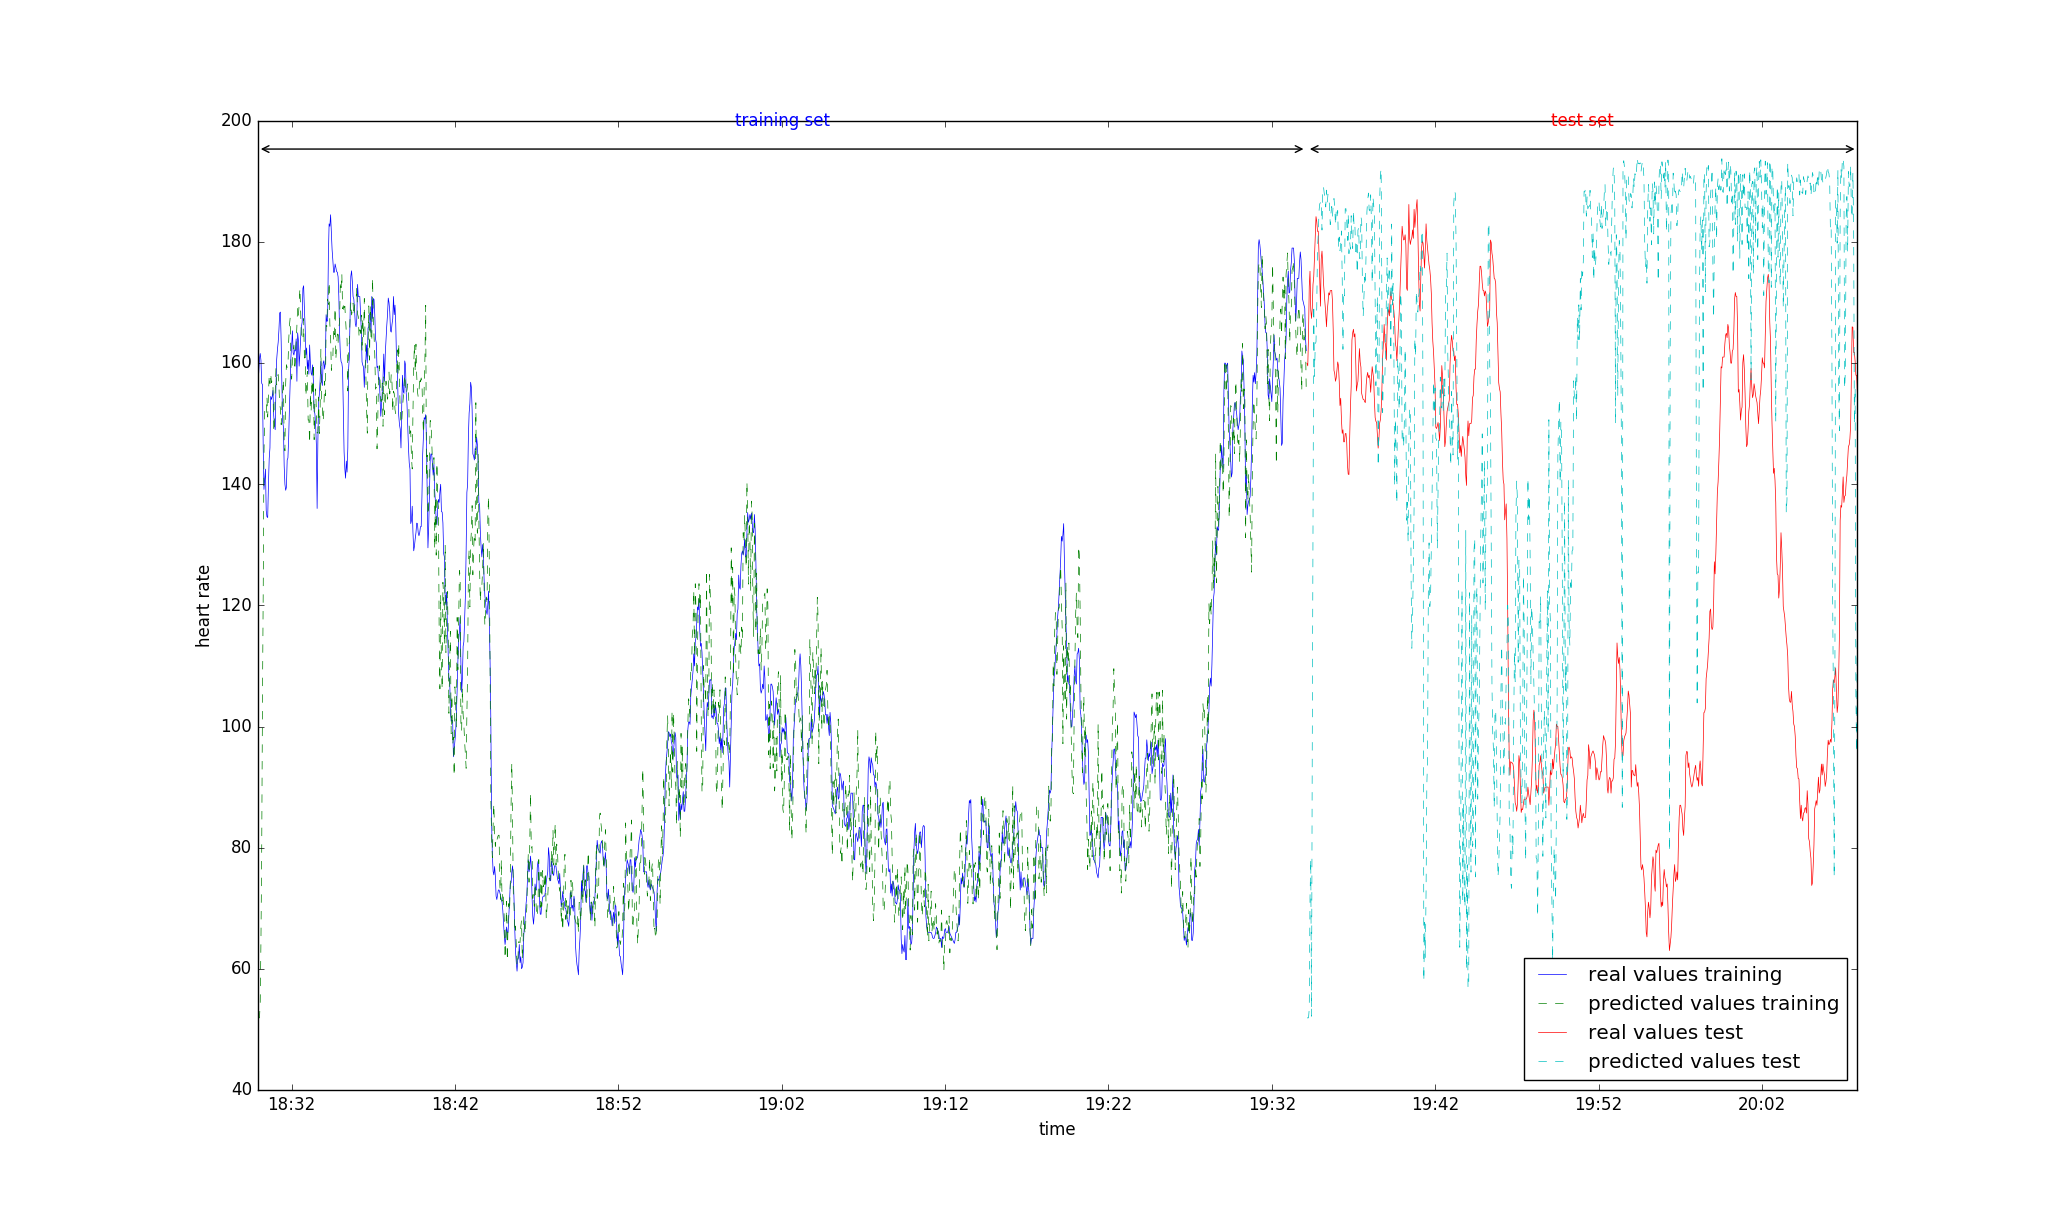 training set
test set
200
180
160
140
120
100
80
60
40
heart rate
18:32
18:42
18:52
19:02
19:12
19:22
19:32
19:42
19:52
20:02
time
real values training
predicted values training
real values test
predicted values test